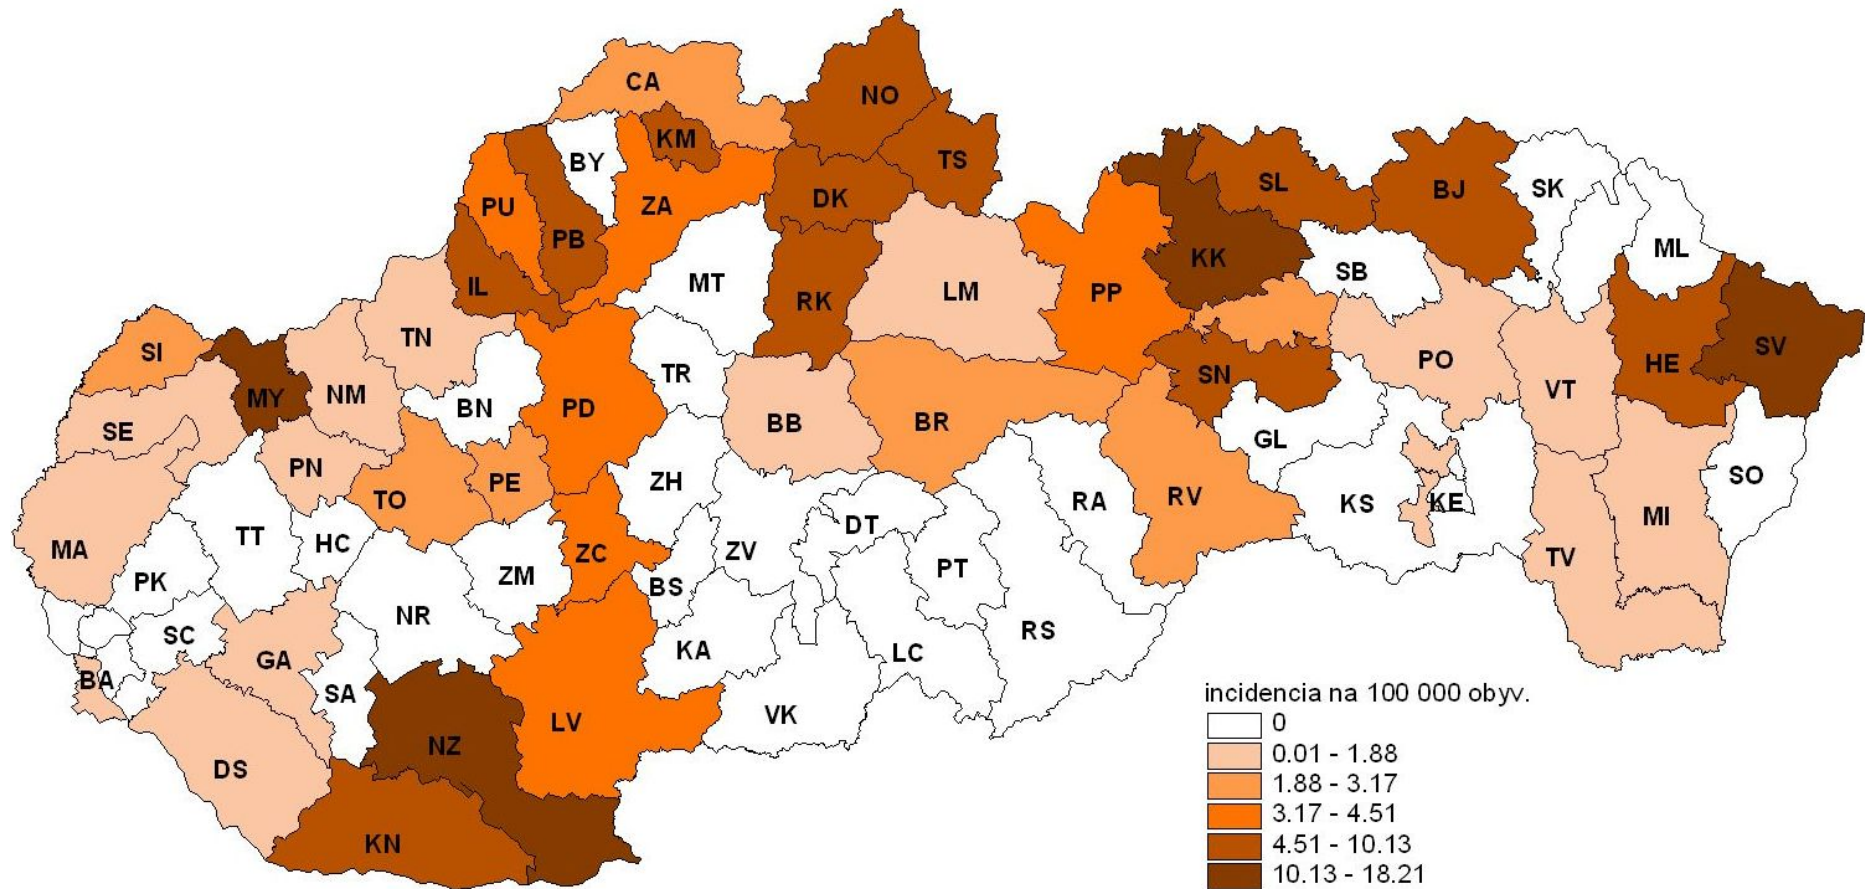 CA
NO
KM
BY
TS
PU
ZA
DK
SL
BJ
SK
PB
ML
IL
MT
RK
LM
PP
KK
SB
SI
TN
TR
SN
PO
HE
SV
MY
NM
BN
PD
BB
BR
VT
SE
PN
PE
TO
ZH
GL
RV
RA
KS
KE
SO
MA
TT
HC
ZM
ZC
DT
ZV
PT
MI
TV
PK
BS
NR
SC
GA
KA
RS
LC
BA
SA
LV
VK
NZ
DS
KN
incidencia na 100 000 obyv.
0
0.01 - 1.88
1.88 - 3.17
3.17 - 4.51
4.51 - 10.13
10.13 - 18.21